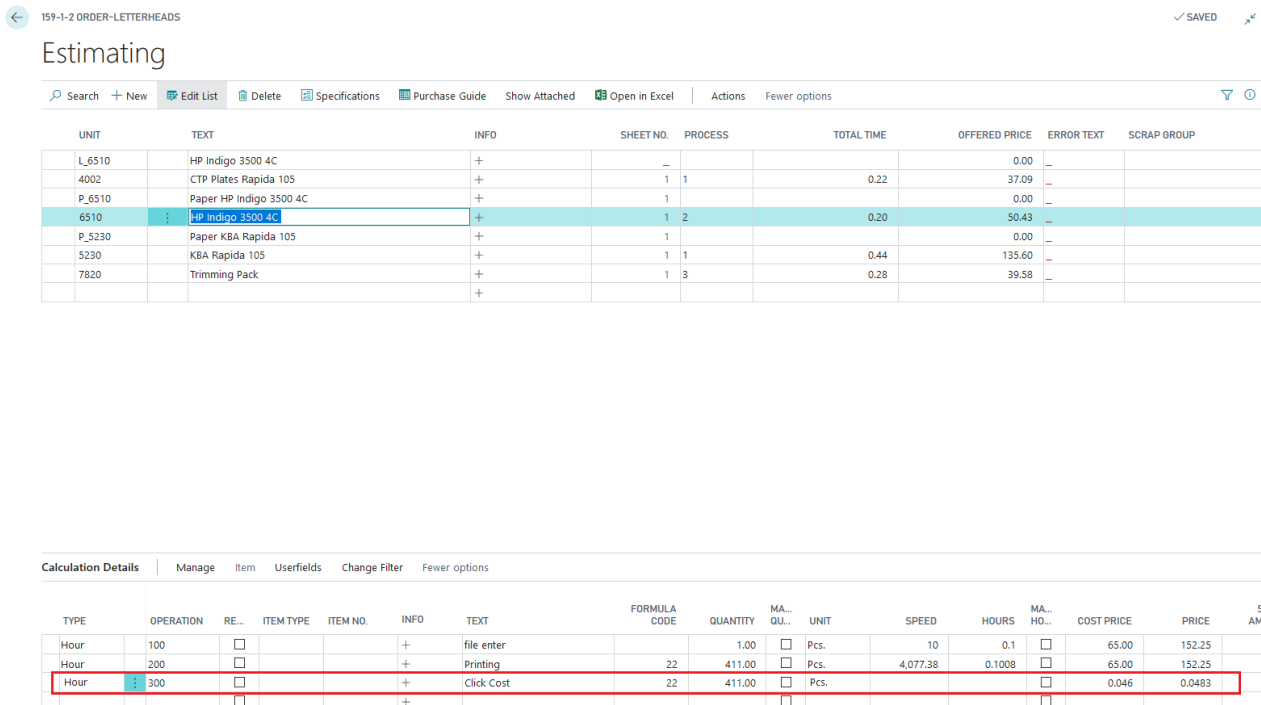 159-1-2 ORDER-LETTERHEADS
SAVED
Estimating
Search New Edit List Delete Specifications Purchase Guide Show Attached Open in Excel Actions Fewer options
UNIT TEXT INFO SHEET NO. PROCESS TOTAL TIME OFFERED PRICE ERROR TEXT SCRAP GROUP
L_6510 HP Indigo 3500 4C + _ 0.00 _
4002 CTP Plates Rapida 105 + 1 1 0.22 37.09 _
P_6510 Paper HP Indigo 3500 4C + 1 0.00 _
6510 HP Indigo 3500 4C + 1 2 0.20 50.43 _
P_5230 Paper KBA Rapida 105 + 1 0.00 _
5230 KBA Rapida 105 + 1 1 0.44 135.60 _
7820 Trimming Pack + 1 3 0.28 39.58 _
+
Calculation Details Manage Item Userfields Change Filter Fewer options
TYPE OPERATION RE... ITEM TYPE ITEM NO. INFO TEXT FORMULA CODE QUANTITY MA... QU... UNIT SPEED HOURS MA... HO... COST PRICE PRICE S AM
Hour 100 + file enter 1.00 Pcs. 10 0.1 65.00 152.25
Hour 200 + Printing 22 411.00 Pcs. 4,077.38 0.1008 65.00 152.25
Hour 300 + Click Cost 22 411.00 Pcs. 0.046 0.0483
+